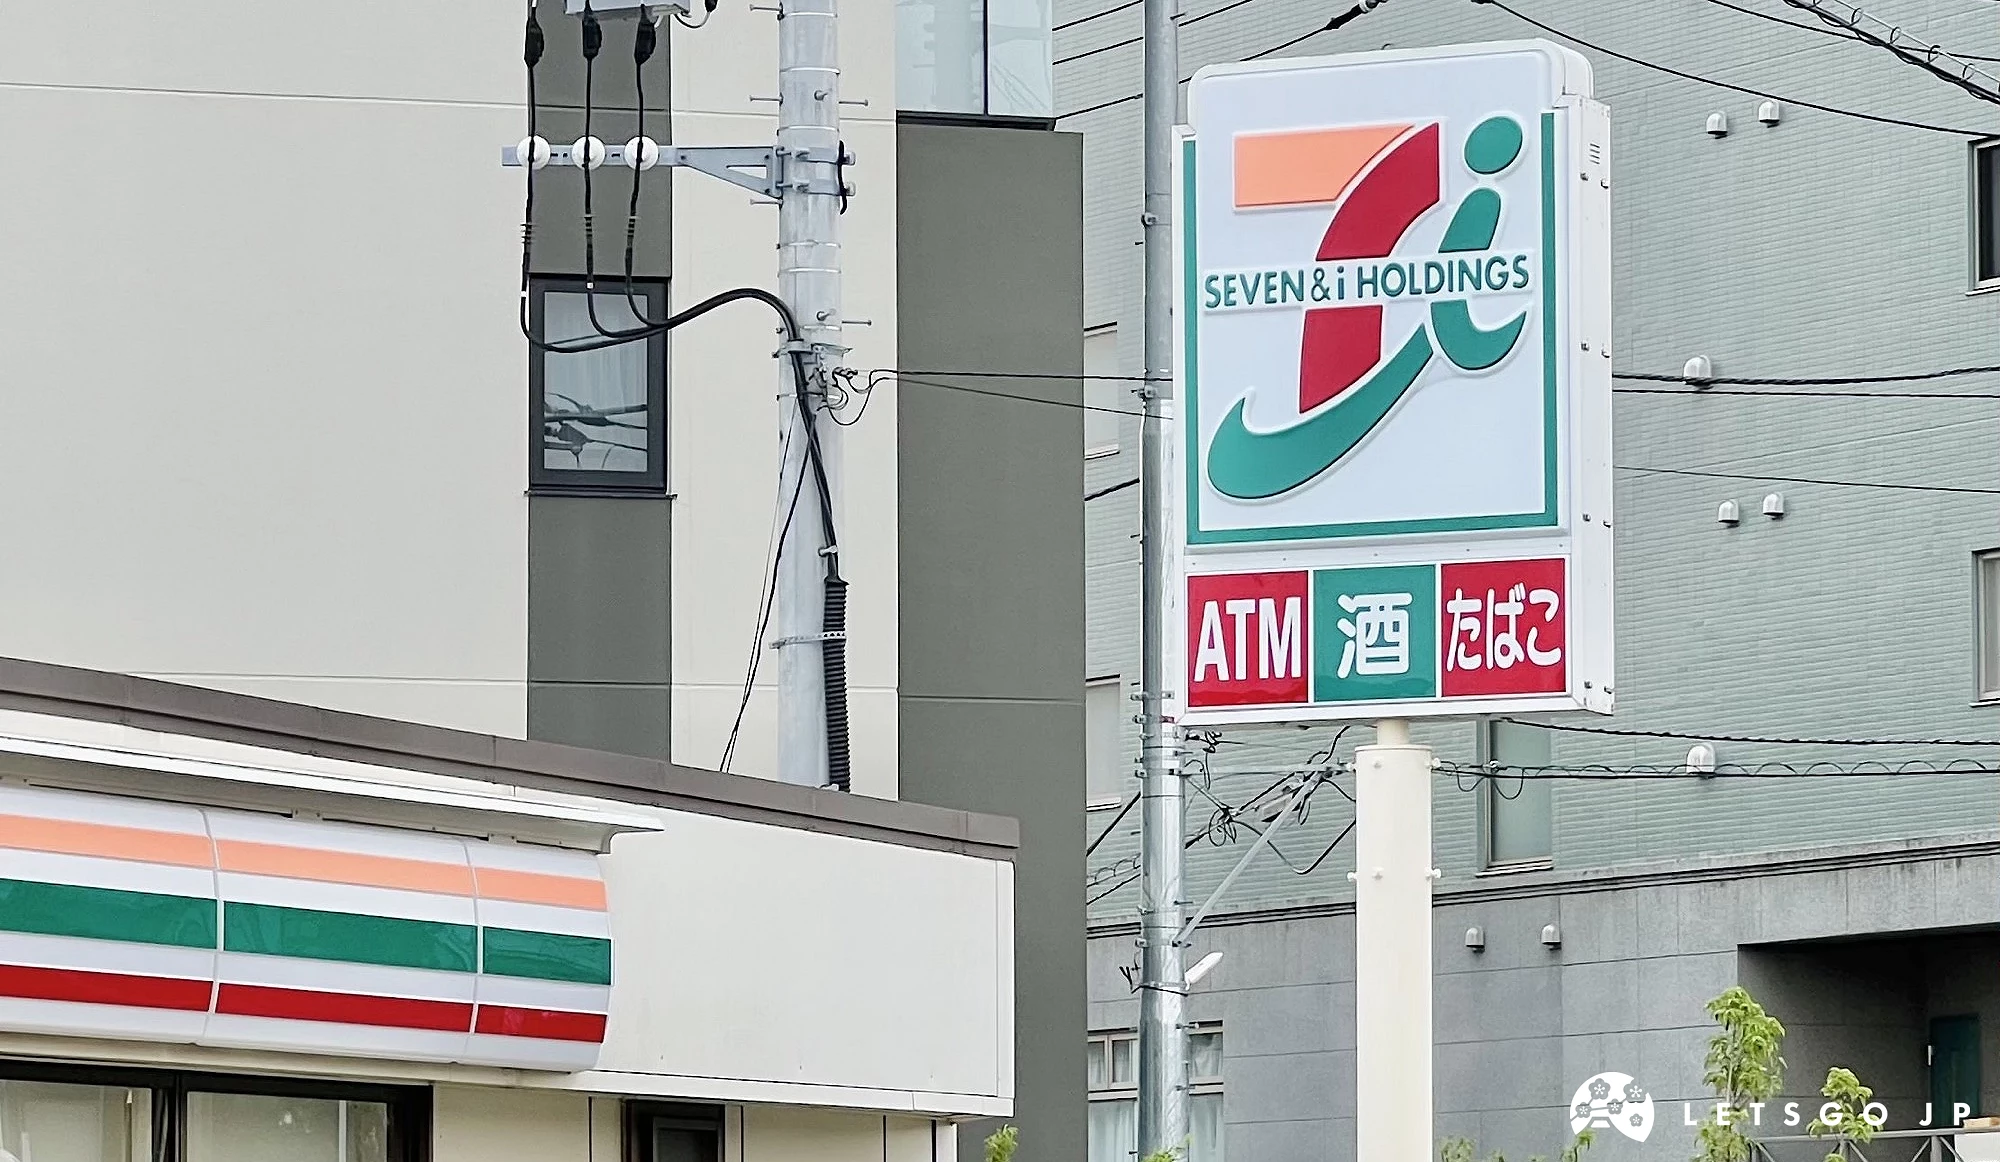 SEVEN&i HOLDINGS
ATM 酒 たばこ
LETSGO JP